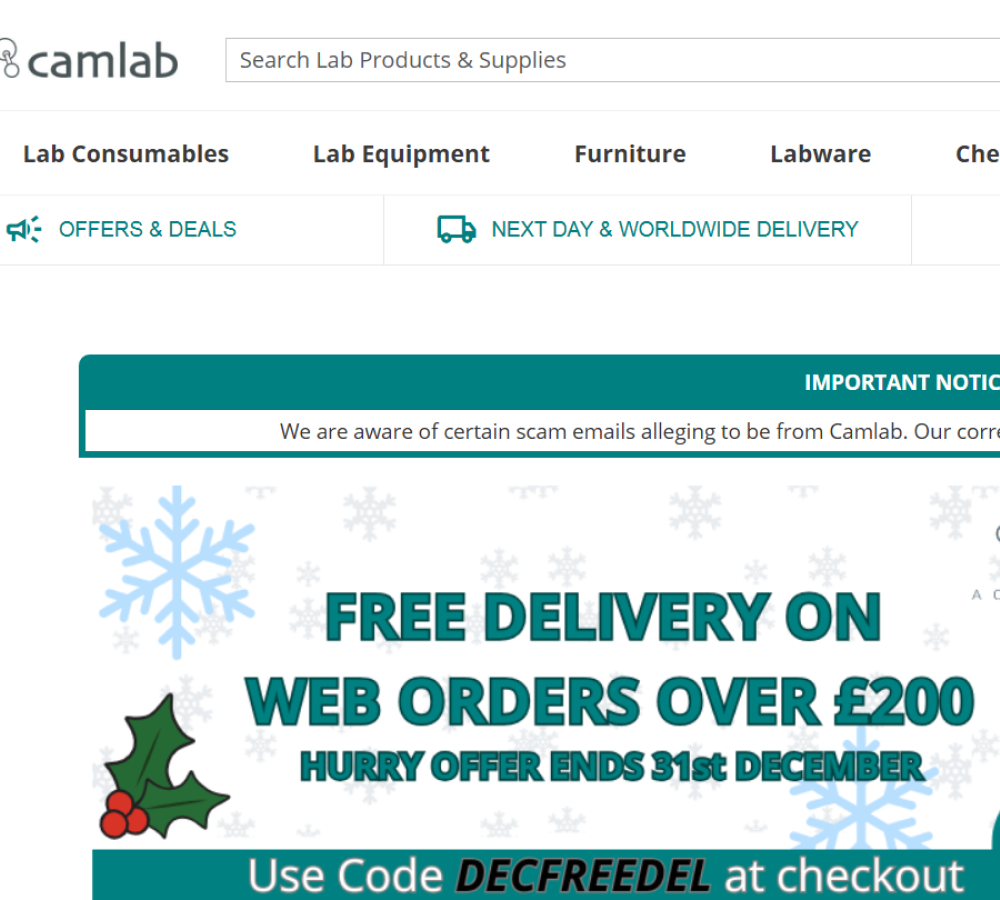 camlab
Search Lab Products & Supplies
Lab Consumables Lab Equipment Furniture Labware Che
OFFERS & DEALS NEXT DAY & WORLDWIDE DELIVERY
IMPORTANT NOTIC
We are aware of certain scam emails alleging to be from Camlab. Our corre
FREE DELIVERY ON
WEB ORDERS OVER £200
HURRY OFFER ENDS 31st DECEMBER
Use Code DECFREEDEL at checkout